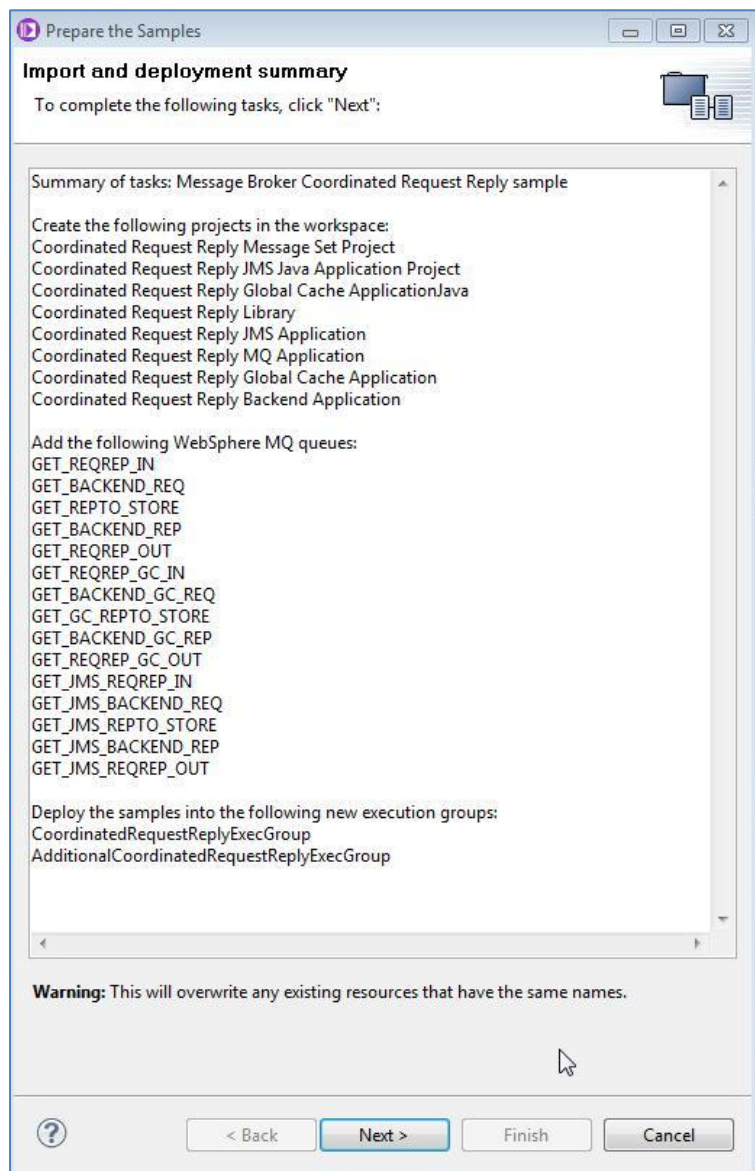 Prepare the Samples
Import and deployment summary
To complete the following tasks, click "Next":
Summary of tasks: Message Broker Coordinated Request Reply sample
Create the following projects in the workspace:
Coordinated Request Reply Message Set Project
Coordinated Request Reply JMS Java Application Project
Coordinated Request Reply Global Cache ApplicationJava
Coordinated Request Reply Library
Coordinated Request Reply JMS Application
Coordinated Request Reply MQ Application
Coordinated Request Reply Global Cache Application
Coordinated Request Reply Backend Application
Add the following WebSphere MQ queues:
GET_REQREP_IN
GET_BACKEND_REQ
GET_REPTO_STORE
GET_BACKEND_REP
GET_REQREP_OUT
GET_REQREP_GC_IN
GET_BACKEND_GC_REQ
GET_GC_REPTO_STORE
GET_BACKEND_GC_REP
GET_REQREP_GC_OUT
GET_JMS_REQREP_IN
GET_JMS_BACKEND_REQ
GET_JMS_REPTO_STORE
GET_JMS_BACKEND_REP
GET_JMS_REQREP_OUT
Deploy the samples into the following new execution groups:
CoordinatedRequestReplyExecGroup
AdditionalCoordinatedRequestReplyExecGroup
Warning: This will overwrite any existing resources that have the same names.
? < Back Next > Finish Cancel